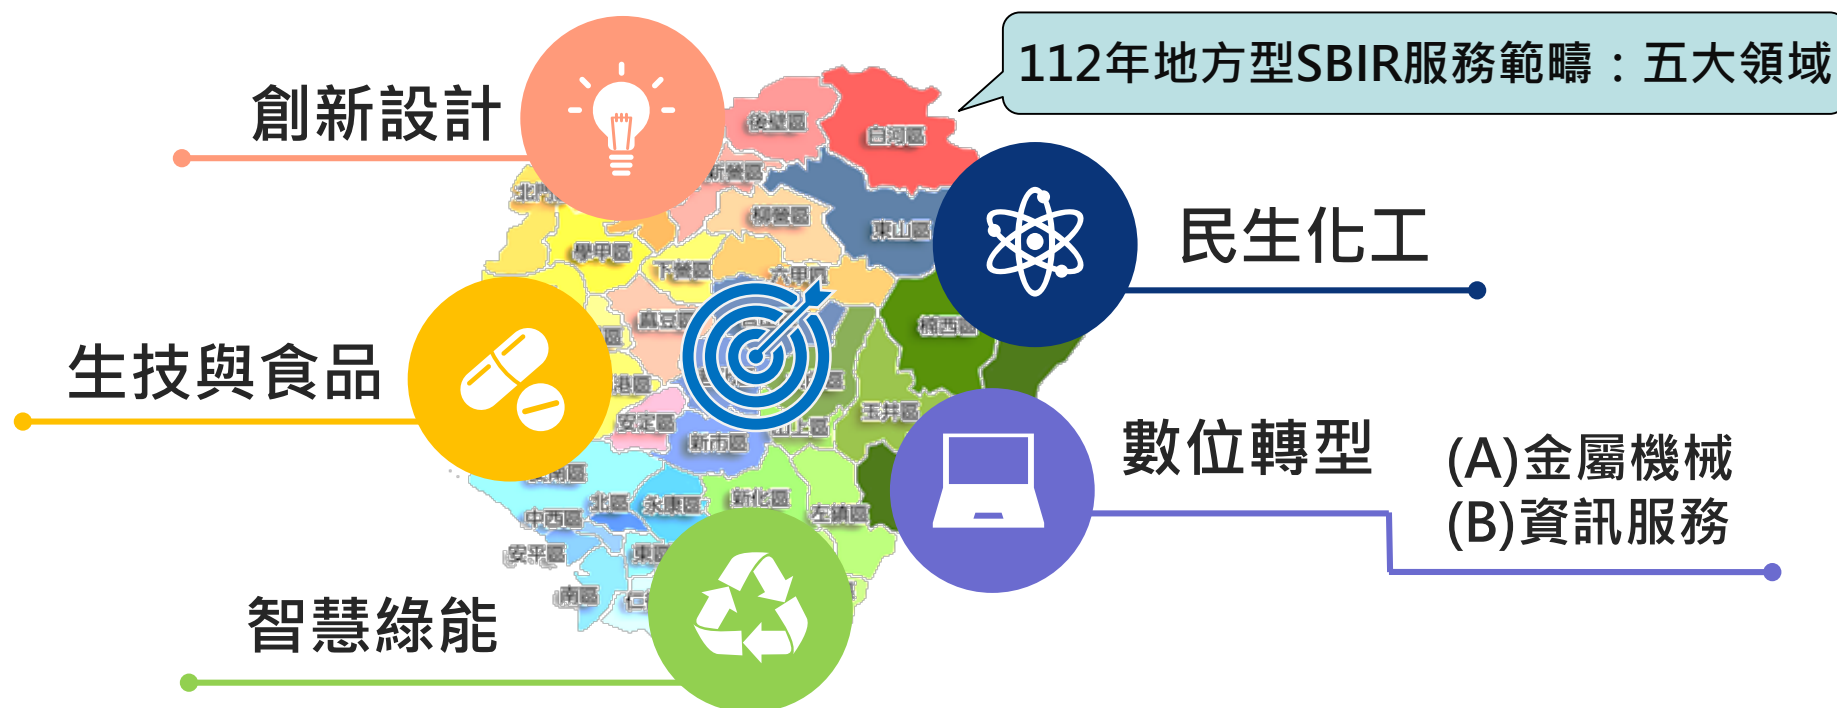 112年地方型SBIR服務範疇：五大領域
創新設計
民生化工
生技與食品
數位轉型
(A)金屬機械
(B)資訊服務
智慧綠能
後壁區
白河區
新營區
柳營區
東山區
學甲區
下營區
六甲區
麻豆區
楠西區
安定區
玉井區
新市區
北區
永康區
新化區
左鎮區
中西區
安平區
東區
南區